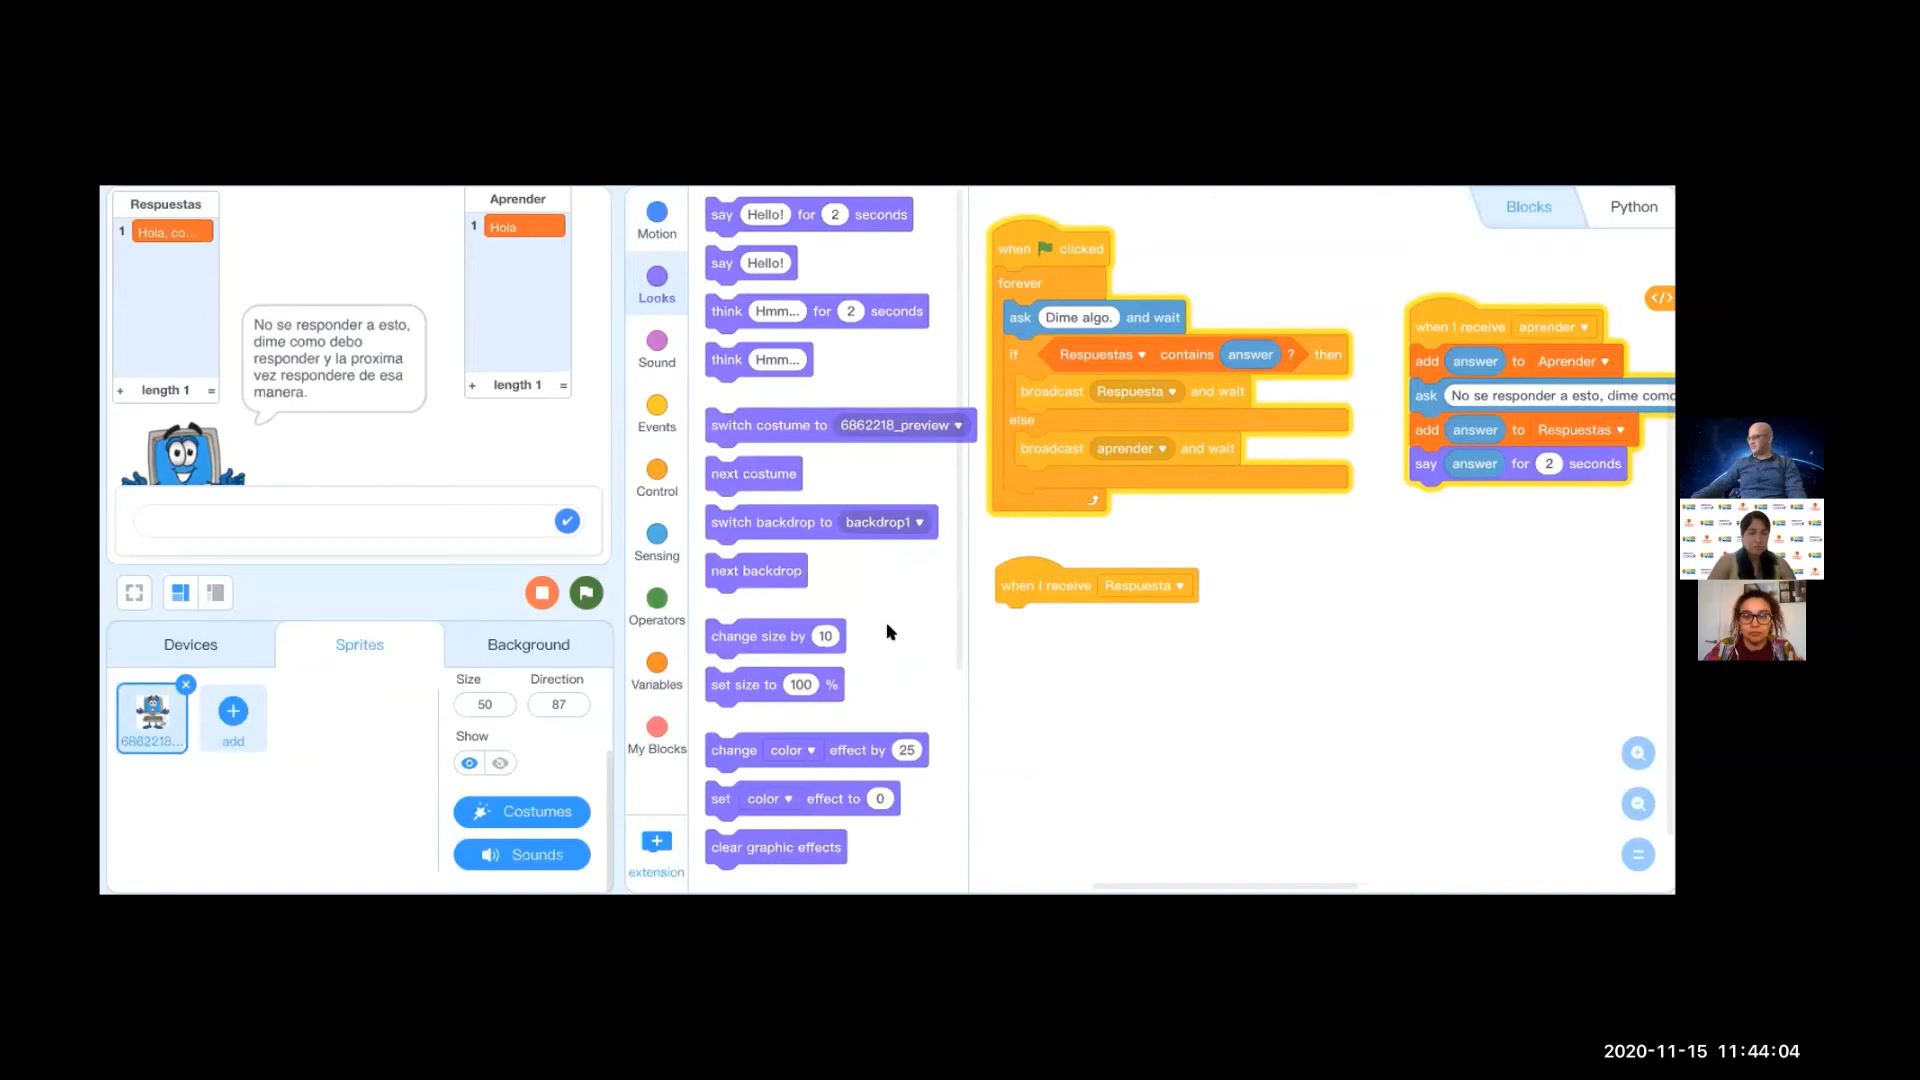 Respuestas
1 Hola, co...
+ length 1 =
Aprender
1 Hola
+ length 1 =
No se responder a esto,
dime como debo
responder y la proxima
vez respondere de esa
manera.
Devices
Sprites
Background
6862218...
add
Size
Direction
50
87
Show
Costumes
Sounds
Motion
Looks
Sound
Events
Control
Sensing
Operators
Variables
My Blocks
extension
say Hello! for 2 seconds
say Hello!
think Hmm... for 2 seconds
think Hmm...
switch costume to 6862218_preview
next costume
switch backdrop to backdrop1
next backdrop
change size by 10
set size to 100 %
change color effect by 25
set color effect to 0
clear graphic effects
Blocks
Python
when clicked
forever
ask Dime algo. and wait
if Respuestas contains answer ? then
broadcast Respuesta and wait
else
broadcast aprender and wait
when I receive Respuesta
when I receive aprender
add answer to Aprender
ask No se responder a esto, dime como
add answer to Respuestas
say answer for 2 seconds
</>
2020-11-15 11:44:04